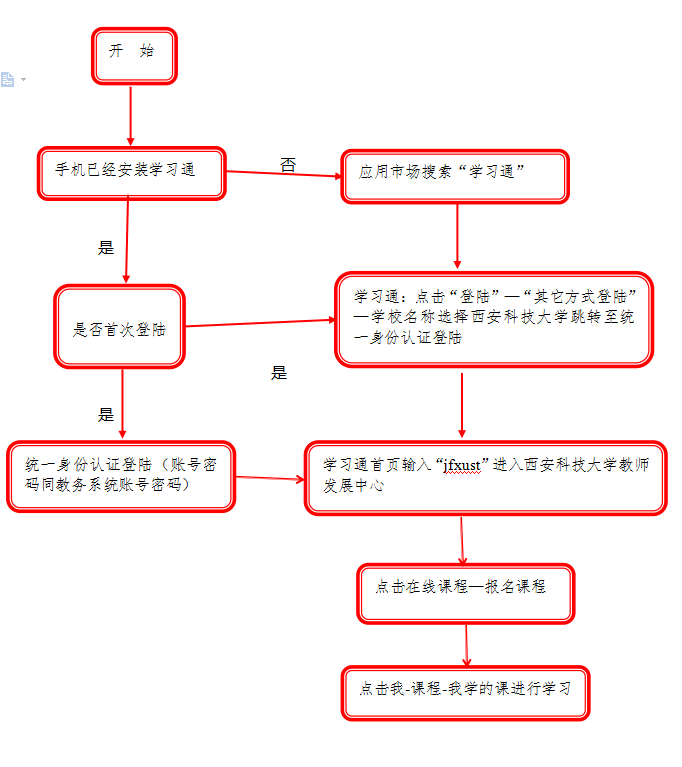 开 始
手机已经安装学习通
否
应用市场搜索“学习通”
是
是否首次登陆
学习通：点击“登陆”—“其它方式登陆”
—学校名称选择西安科技大学跳转至统
一身份认证登陆
是
是
统一身份认证登陆（账号密
码同教务系统账号密码）
学习通首页输入“jfxust”进入西安科技大学教师
发展中心
点击在线课程—报名课程
点击我-课程-我学的课进行学习